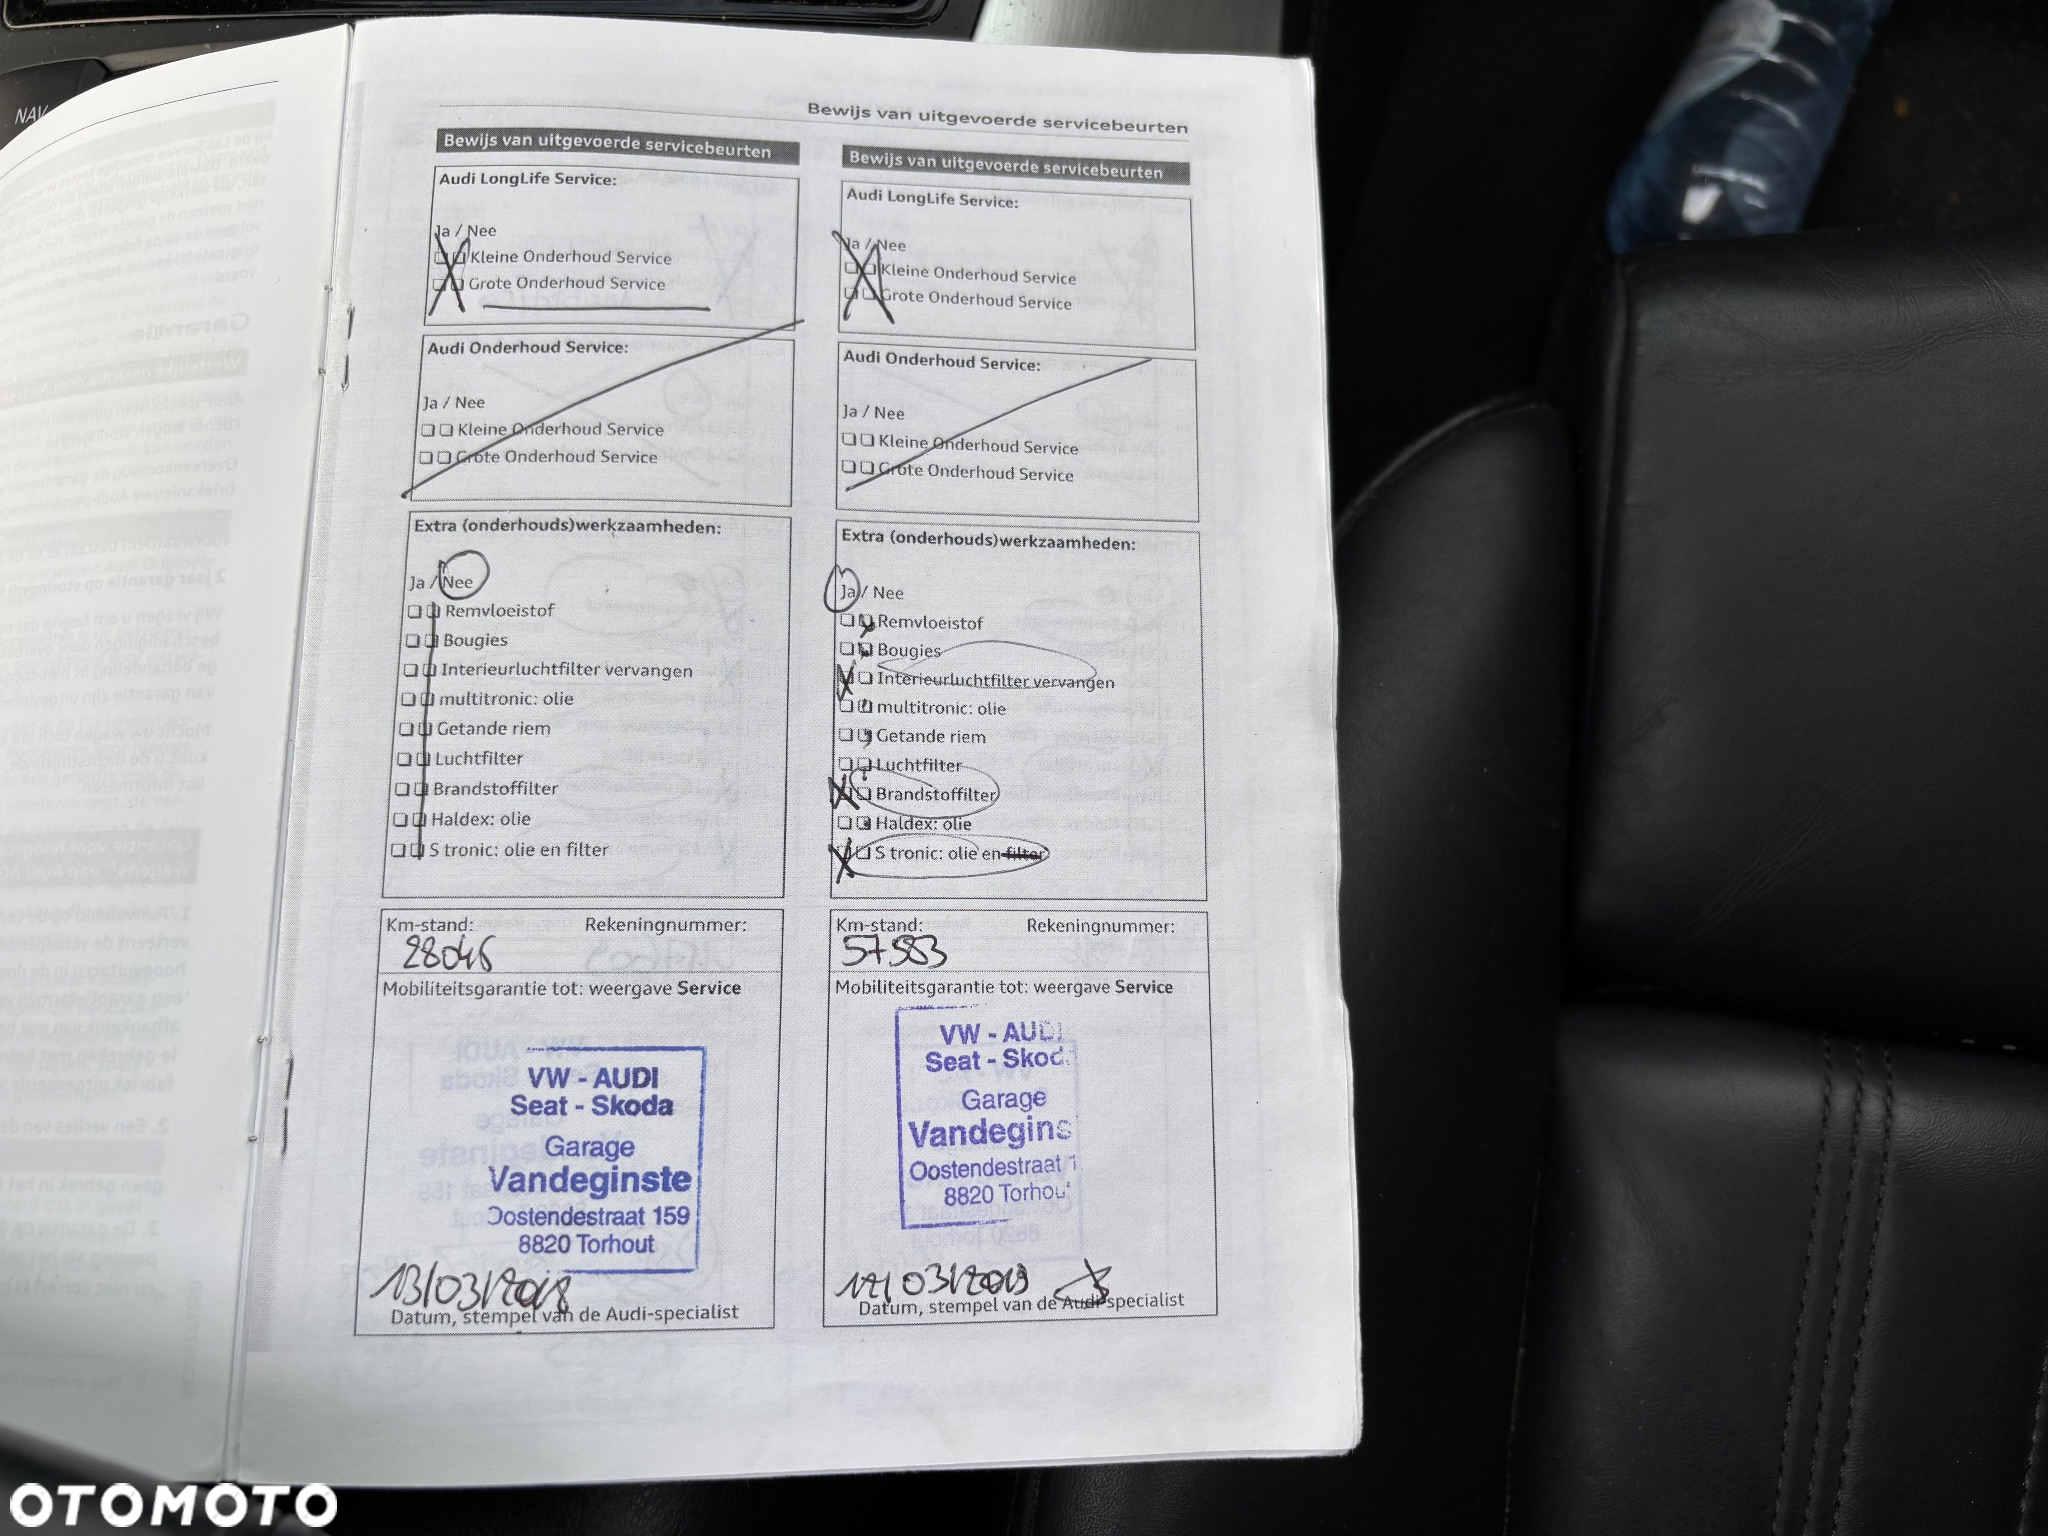 NAV
Bewijs van uitgevoerde servicebeurten
Bewijs van uitgevoerde servicebeurten
Audi LongLife Service:
Ja / Nee
Kleine Onderhoud Service
Grote Onderhoud Service
Audi Onderhoud Service:
Ja / Nee
Kleine Onderhoud Service
Grote Onderhoud Service
Extra (onderhouds)werkzaamheden:
Ja / Nee
Remvloeistof
Bougies
Interieurluchtfilter vervangen
multitronic: olie
Getande riem
Luchtfilter
Brandstoffilter
Haldex: olie
S tronic: olie en filter
Km-stand: Rekeningnummer:
28046
Mobiliteitsgarantie tot: weergave Service
VW - AUDI
Seat - Skoda
Garage
Vandeginste
Oostendestraat 159
8820 Torhout
13/03/2018
Datum, stempel van de Audi-specialist
Bewijs van uitgevoerde servicebeurten
Audi LongLife Service:
Ja / Nee
Kleine Onderhoud Service
Grote Onderhoud Service
Audi Onderhoud Service:
Ja / Nee
Kleine Onderhoud Service
Grote Onderhoud Service
Extra (onderhouds)werkzaamheden:
Ja / Nee
Remvloeistof
Bougies
Interieurluchtfilter vervangen
multitronic: olie
Getande riem
Luchtfilter
Brandstoffilter
Haldex: olie
S tronic: olie en filter
Km-stand: Rekeningnummer:
57583
Mobiliteitsgarantie tot: weergave Service
VW - AUDI
Seat - Skod
Garage
Vandegins
Oostendestraat 1
8820 Torhou
/03/2019
Datum, stempel van de Audi-specialist
OTOMOTO